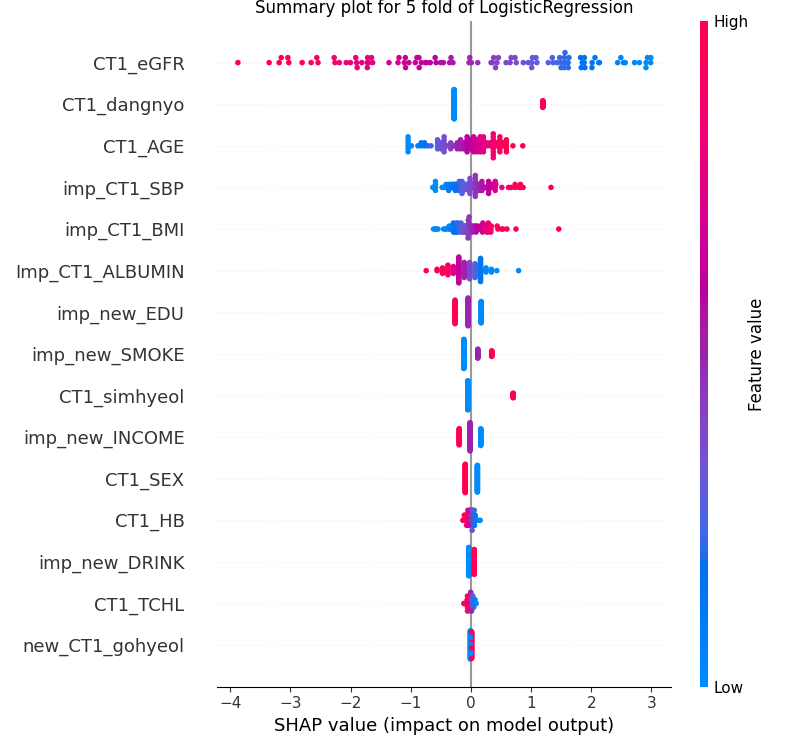 Summary plot for 5 fold of LogisticRegression
High
CT1_eGFR
CT1_dangnyo
CT1_AGE
imp_CT1_SBP
imp_CT1_BMI
Imp_CT1_ALBUMIN
imp_new_EDU
imp_new_SMOKE
CT1_simhyeol
imp_new_INCOME
CT1_SEX
CT1_HB
imp_new_DRINK
CT1_TCHL
new_CT1_gohyeol
Feature value
Low
−4 −3 −2 −1 0 1 2 3
SHAP value (impact on model output)